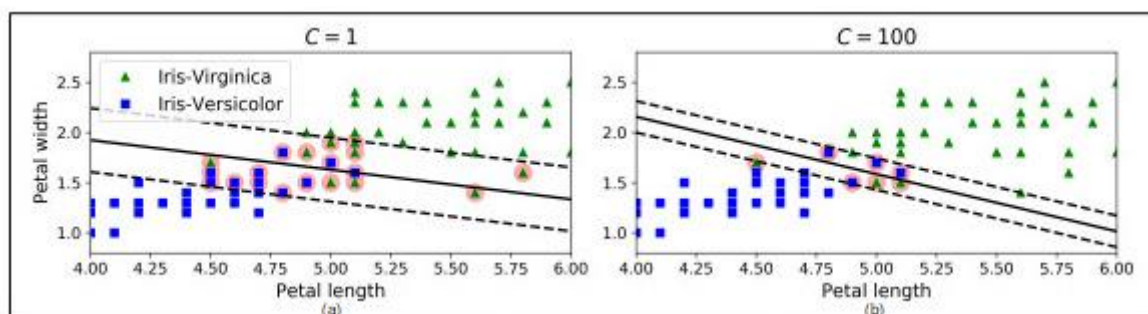 C = 1
C = 100
Petal width
2.5
2.0
1.5
1.0
Iris-Virginica
Iris-Versicolor
4.00 4.25 4.50 4.75 5.00 5.25 5.50 5.75 6.00
Petal length
(a)
2.5
2.0
1.5
1.0
4.00 4.25 4.50 4.75 5.00 5.25 5.50 5.75 6.00
Petal length
(b)